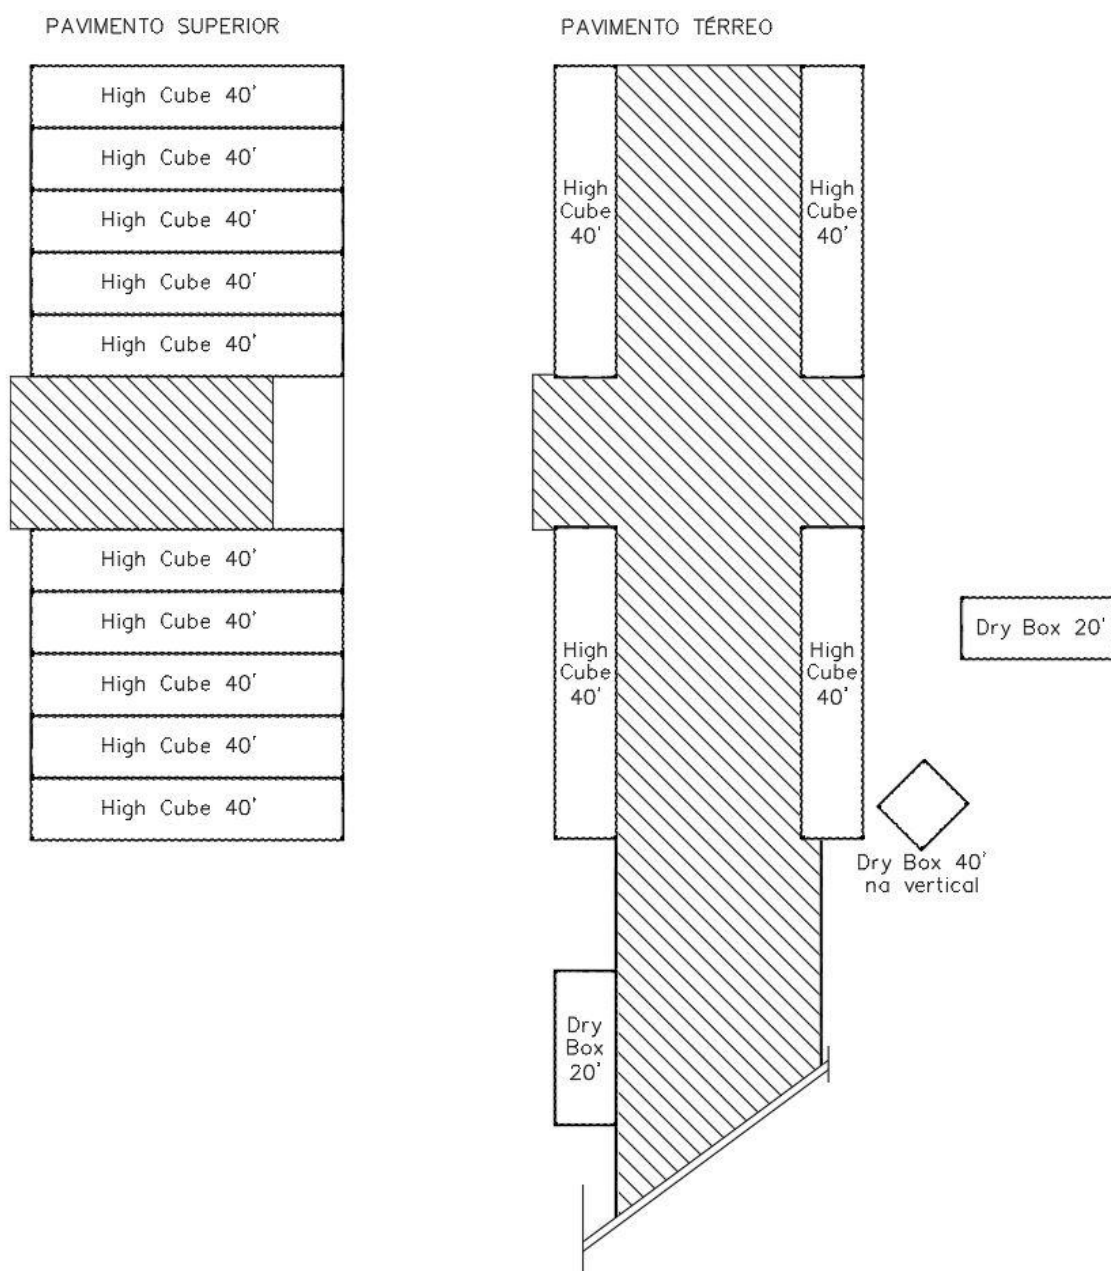 PAVIMENTO SUPERIOR
High Cube 40'
High Cube 40'
High Cube 40'
High Cube 40'
High Cube 40'
High Cube 40'
High Cube 40'
High Cube 40'
High Cube 40'
High Cube 40'
PAVIMENTO TÉRREO
High
Cube
40'
High
Cube
40'
High
Cube
40'
High
Cube
40'
Dry Box 20'
Dry Box 40'
na vertical
Dry
Box
20'